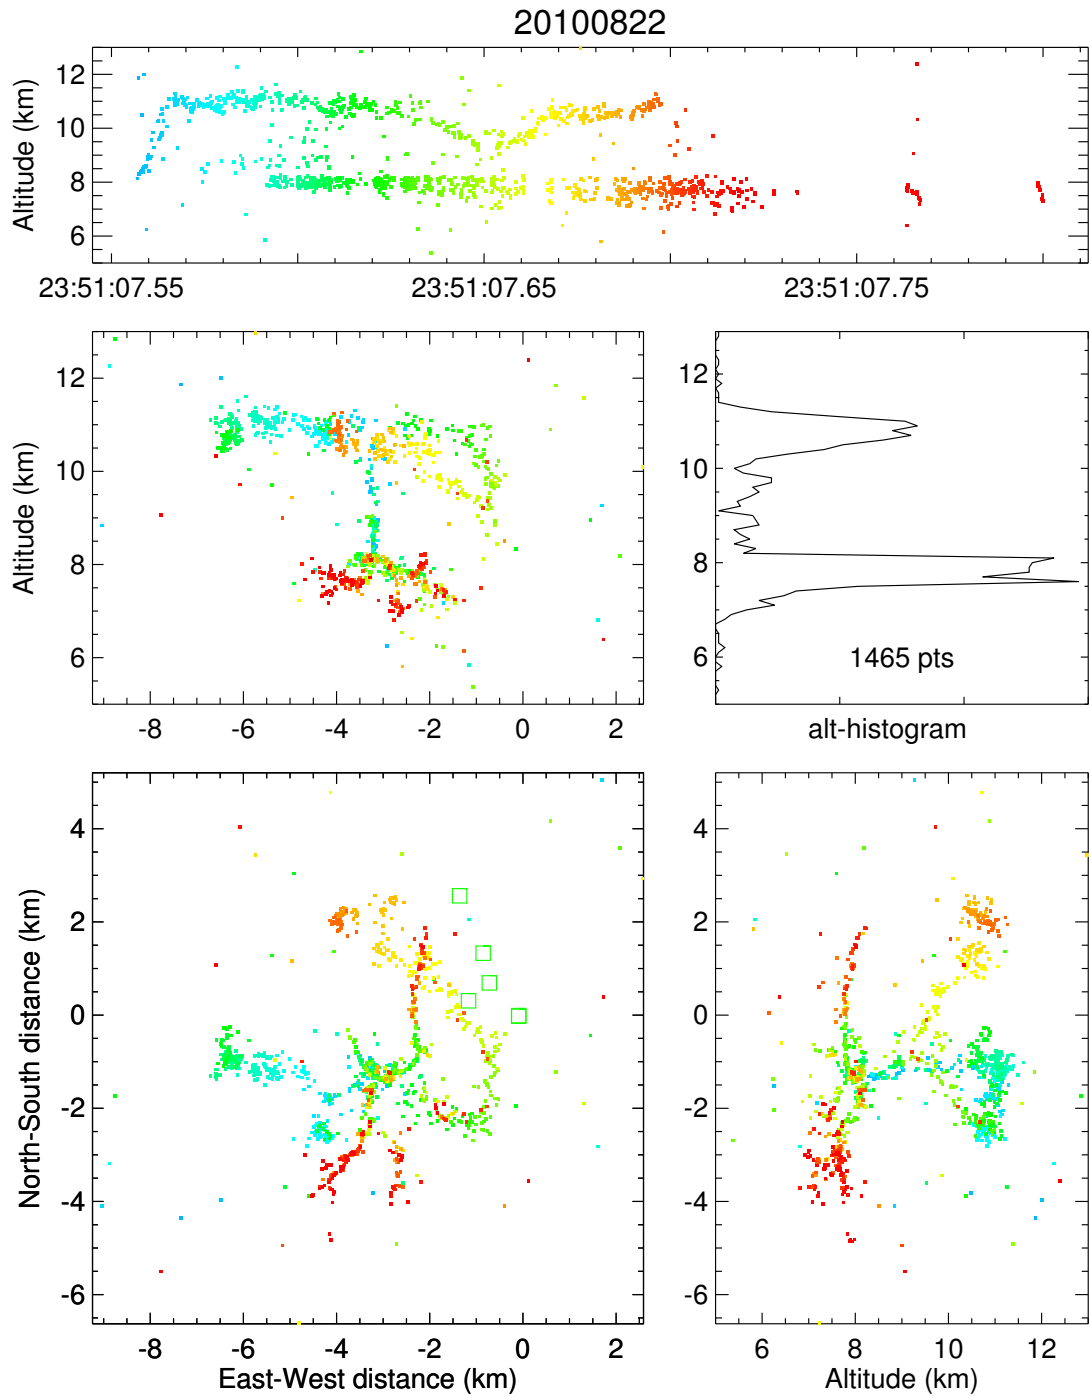 20100822
12
10
8
6
Altitude (km)
23:51:07.55 23:51:07.65 23:51:07.75
12
10
8
6
Altitude (km)
-8 -6 -4 -2 0 2
12
10
8
6
1465 pts
alt-histogram
4
2
0
-2
-4
-6
North-South distance (km)
-8 -6 -4 -2 0 2
East-West distance (km)
4
2
0
-2
-4
-6
6 8 10 12
Altitude (km)